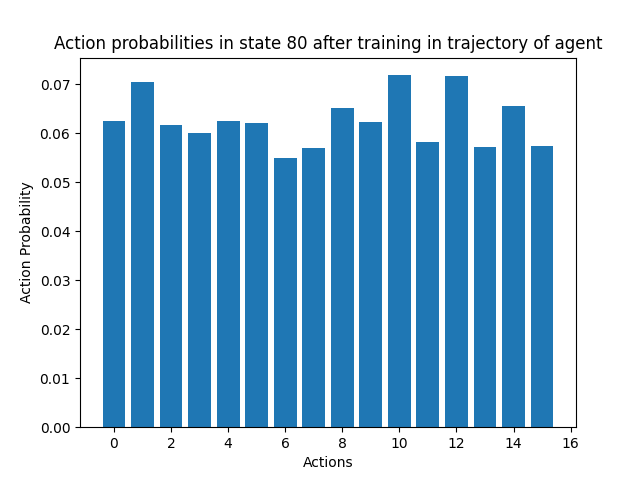 Action probabilities in state 80 after training in trajectory of agent
0.07
0.06
0.05
0.04
0.03
0.02
0.01
0.00
Action Probability
0 2 4 6 8 10 12 14 16
Actions